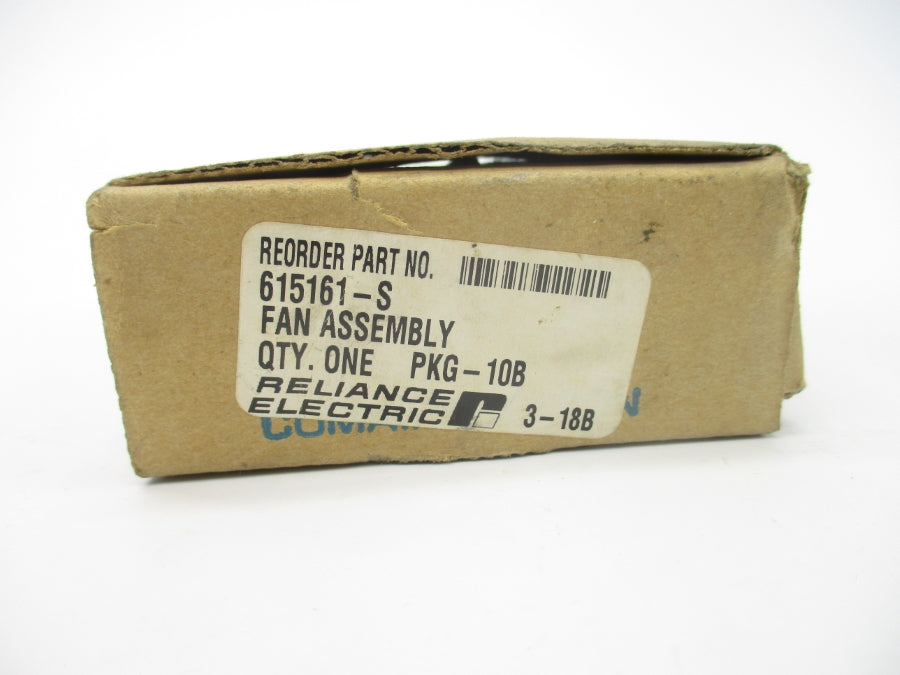 REORDER PART NO.
615161-S
FAN ASSEMBLY
QTY. ONE PKG-10B
RELIANCE
ELECTRIC 3-18B